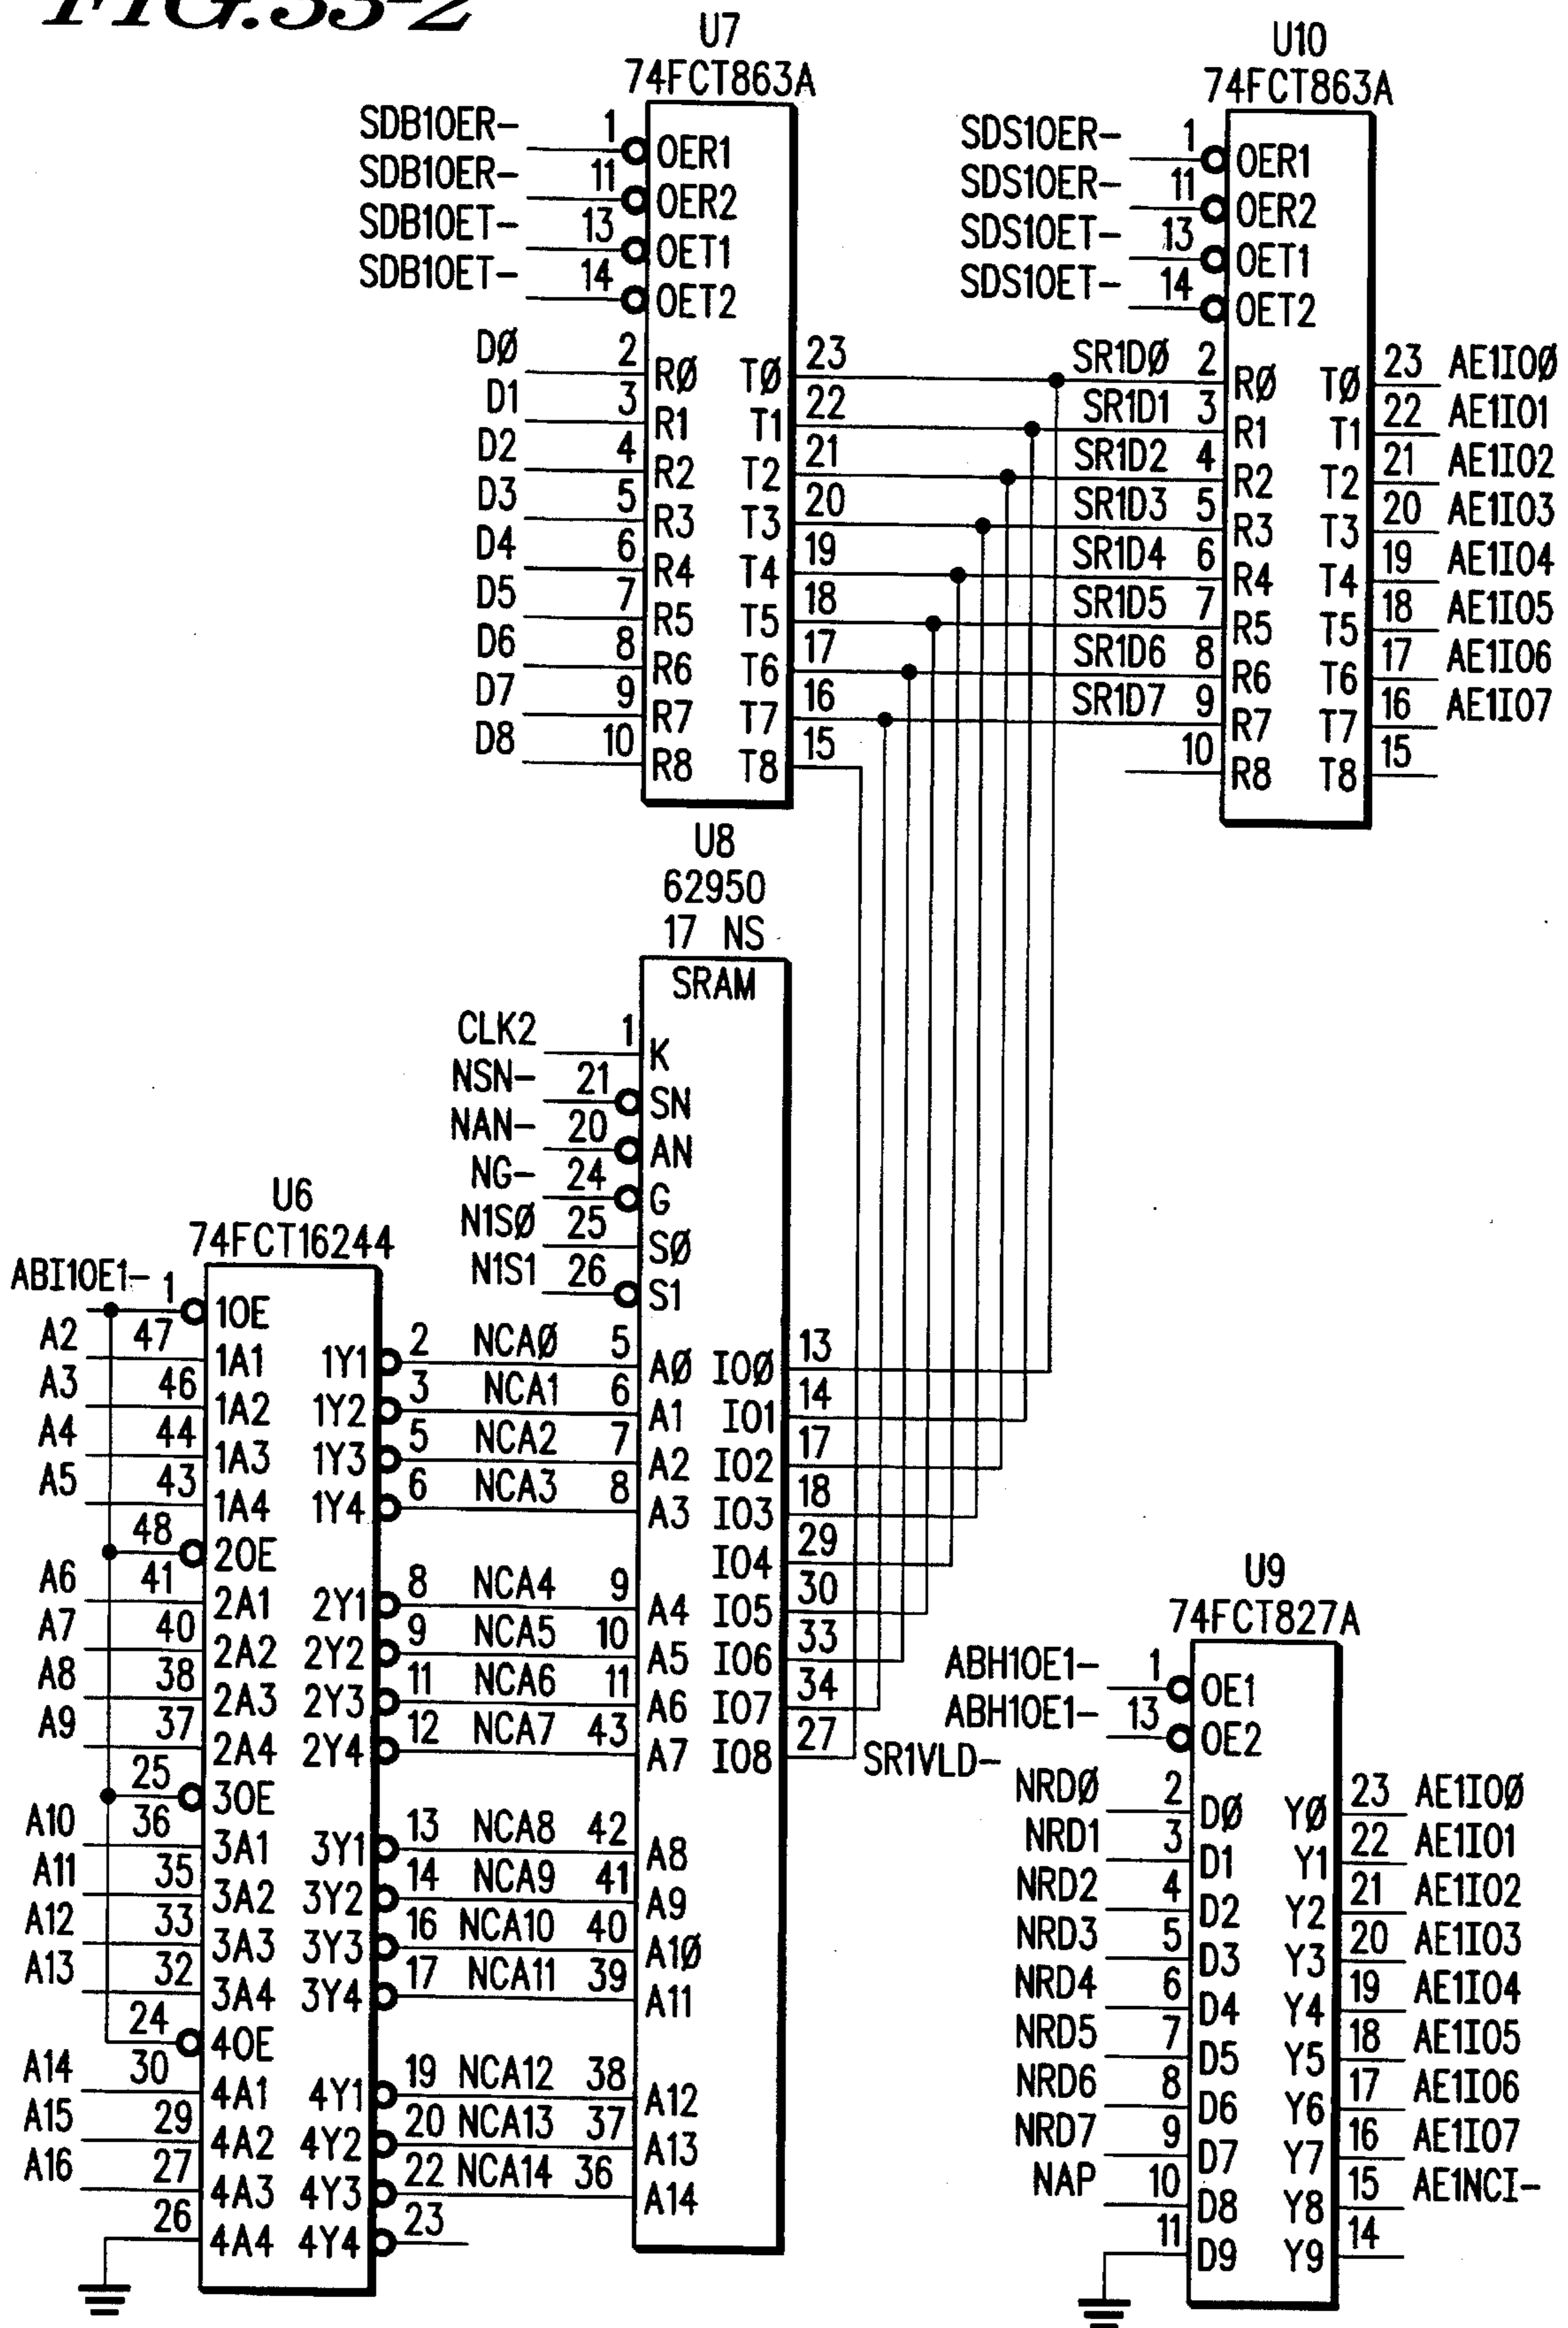 FIG.53-2
U7
74FCT863A
SDB1OER- 1 OER1
SDB1OER- 11 OER2
SDB1OET- 13 OET1
SDB1OET- 14 OET2
DØ 2 RØ TØ 23
D1 3 R1 T1 22
D2 4 R2 T2 21
D3 5 R3 T3 20
D4 6 R4 T4 19
D5 7 R5 T5 18
D6 8 R6 T6 17
D7 9 R7 T7 16
D8 10 R8 T8 15
U10
74FCT863A
SDS1OER- 1 OER1
SDS1OER- 11 OER2
SDS1OET- 13 OET1
SDS1OET- 14 OET2
SR1DØ 2 RØ TØ 23 AE1IOØ
SR1D1 3 R1 T1 22 AE1IO1
SR1D2 4 R2 T2 21 AE1IO2
SR1D3 5 R3 T3 20 AE1IO3
SR1D4 6 R4 T4 19 AE1IO4
SR1D5 7 R5 T5 18 AE1IO5
SR1D6 8 R6 T6 17 AE1IO6
SR1D7 9 R7 T7 16 AE1IO7
10 R8 T8 15
U8
62950
17 NS
SRAM
CLK2 1 K
NSN- 21 SN
NAN- 20 AN
NG- 24 G
N1SØ 25 SØ
N1S1 26 S1
U6
74FCT16244
ABI1OE1- 1 1OE
A2 47 1A1 1Y1 2 NCAØ 5 AØ IOØ 13
A3 46 1A2 1Y2 3 NCA1 6 A1 IO1 14
A4 44 1A3 1Y3 5 NCA2 7 A2 IO2 17
A5 43 1A4 1Y4 6 NCA3 8 A3 IO3 18
48 2OE IO4 29
A6 41 2A1 2Y1 8 NCA4 9 A4 IO5 30
A7 40 2A2 2Y2 9 NCA5 10 A5 IO6 33
A8 38 2A3 2Y3 11 NCA6 11 A6 IO7 34
A9 37 2A4 2Y4 12 NCA7 43 A7 IO8 27 SR1VLD-
25 3OE
A10 36 3A1 3Y1 13 NCA8 42 A8
A11 35 3A2 3Y2 14 NCA9 41 A9
A12 33 3A3 3Y3 16 NCA10 40 A1Ø
A13 32 3A4 3Y4 17 NCA11 39 A11
24 4OE
A14 30 4A1 4Y1 19 NCA12 38 A12
A15 29 4A2 4Y2 20 NCA13 37 A13
A16 27 4A3 4Y3 22 NCA14 36 A14
26 4A4 4Y4 23
U9
74FCT827A
ABH1OE1- 1 OE1
ABH1OE1- 13 OE2
NRDØ 2 DØ YØ 23 AE1IOØ
NRD1 3 D1 Y1 22 AE1IO1
NRD2 4 D2 Y2 21 AE1IO2
NRD3 5 D3 Y3 20 AE1IO3
NRD4 6 D4 Y4 19 AE1IO4
NRD5 7 D5 Y5 18 AE1IO5
NRD6 8 D6 Y6 17 AE1IO6
NRD7 9 D7 Y7 16 AE1IO7
NAP 10 D8 Y8 15 AE1NCI-
11 D9 Y9 14